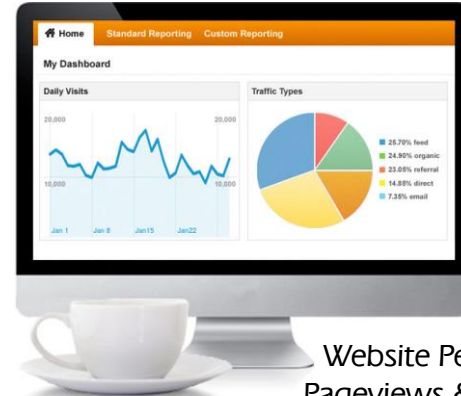 Home Standard Reporting Custom Reporting
My Dashboard
Daily Visits
20,000 20,000
10,000 10,000
Jan 1 Jan 8 Jan15 Jan22
Traffic Types
25.70% feed
24.90% organic
23.05% referral
14.88% direct
7.35% email
Website Pe
Pageviews &